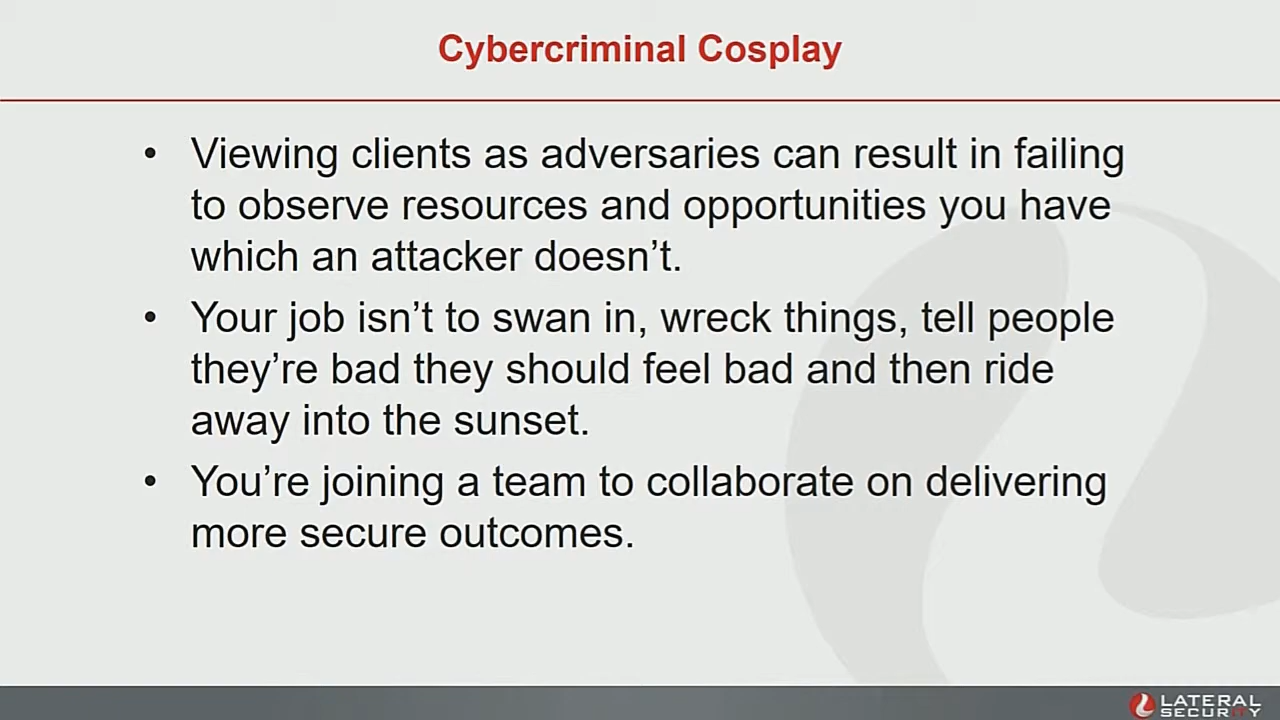 Cybercriminal Cosplay
• Viewing clients as adversaries can result in failing
to observe resources and opportunities you have
which an attacker doesn’t.
• Your job isn’t to swan in, wreck things, tell people
they’re bad they should feel bad and then ride
away into the sunset.
• You’re joining a team to collaborate on delivering
more secure outcomes.
LATERAL
SECURITY